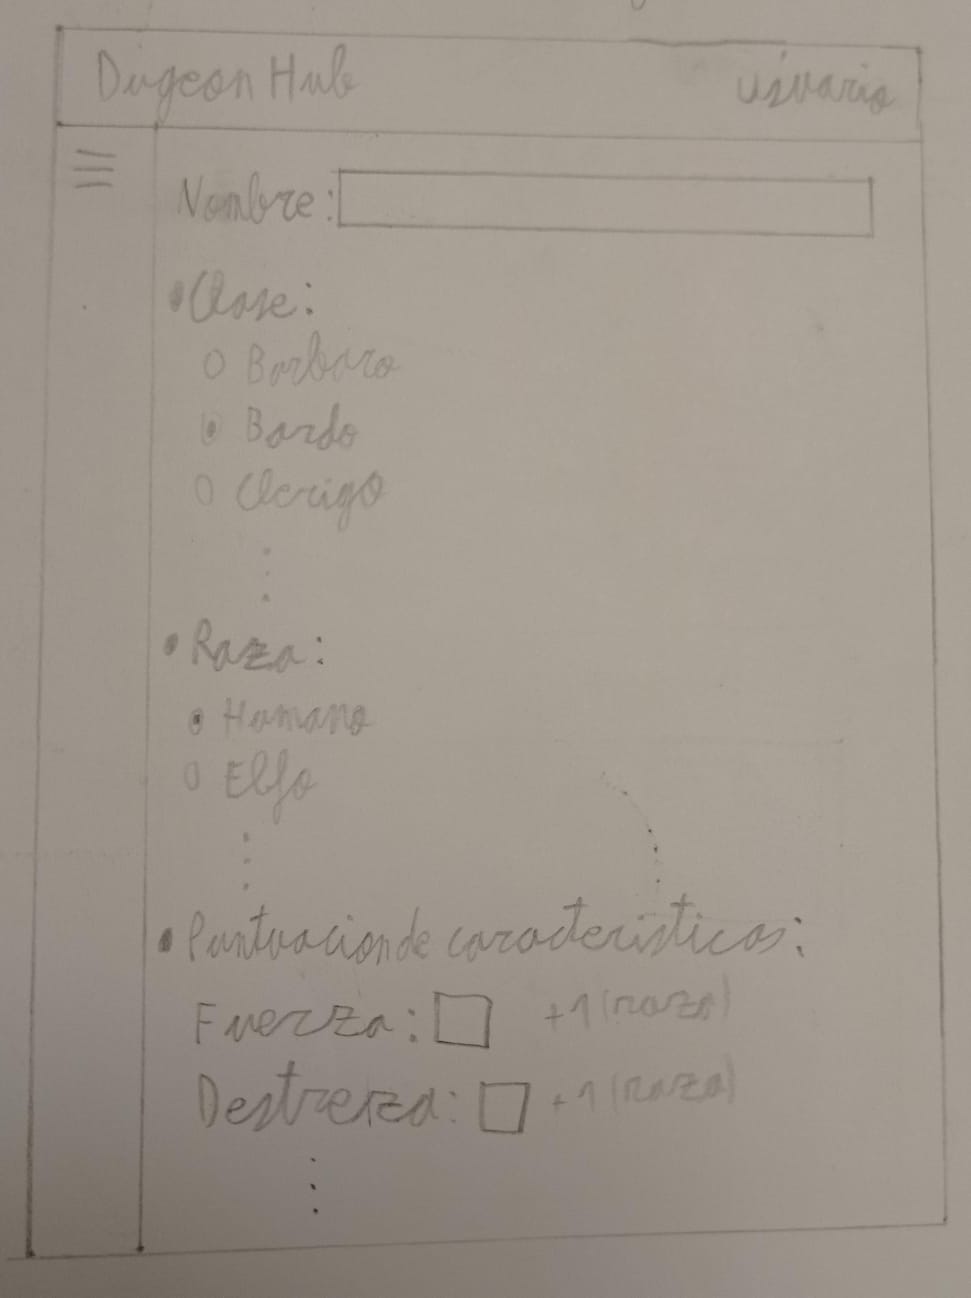 Dugeon Hub
usuario
Nombre:
• Clase:
Barbaro
Bardo
Clerigo
• Raza:
Humano
Elfo
• Puntuacion de caracteristicas:
Fuerza: +1 (raza)
Destreza: +1 (raza)